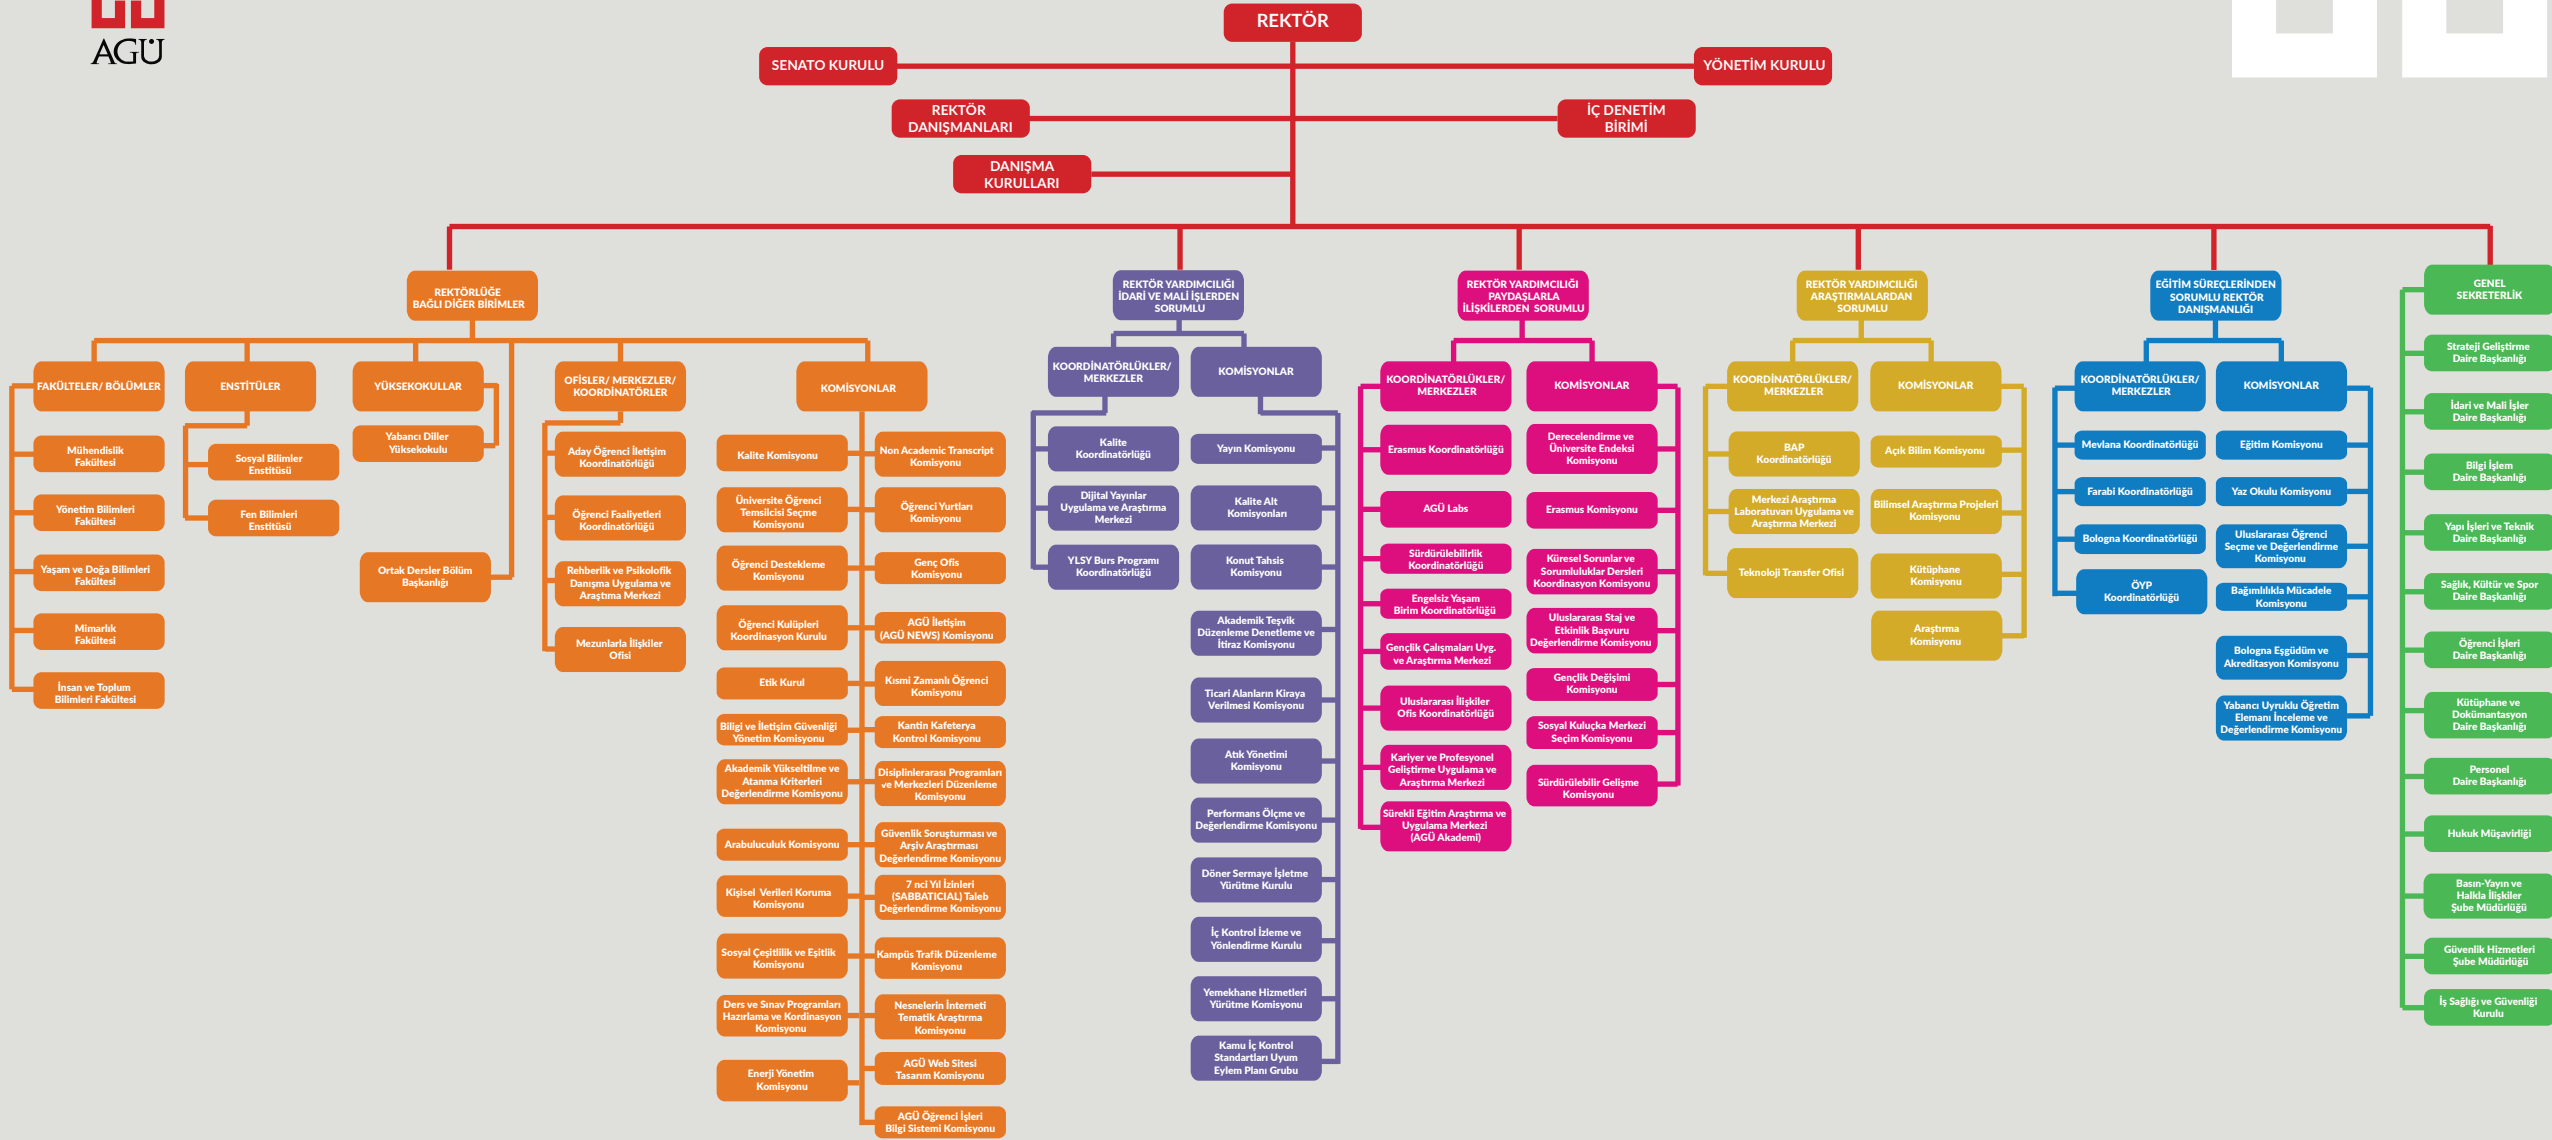 AGÜ
REKTÖR
SENATO KURULU
YÖNETİM KURULU
REKTÖR
DANIŞMANLARI
İÇ DENETİM
BİRİMİ
DANIŞMA
KURULLARI
REKTÖRLÜĞE
BAĞLI DİĞER BİRİMLER
FAKÜLTELER/ BÖLÜMLER
Mühendislik
Fakültesi
Yönetim Bilimleri
Fakültesi
Yaşam ve Doğa Bilimleri
Fakültesi
Mimarlık
Fakültesi
İnsan ve Toplum
Bilimleri Fakültesi
ENSTİTÜLER
Sosyal Bilimler
Enstitüsü
Fen Bilimleri
Enstitüsü
YÜKSEKOKULLAR
Yabancı Diller
Yüksekokulu
Ortak Dersler Bölüm
Başkanlığı
OFİSLER/ MERKEZLER/
KOORDİNATÖRLER
Aday Öğrenci İletişim
Koordinatörlüğü
Öğrenci Faaliyetleri
Koordinatörlüğü
Rehberlik ve Psikolofik
Danışma Uygulama ve
Araştıma Merkezi
Mezunlarla İlişkiler
Ofisi
KOMİSYONLAR
Kalite Komisyonu
Üniversite Öğrenci
Temsilcisi Seçme
Komisyonu
Öğrenci Destekleme
Komisyonu
Öğrenci Kulüpleri
Koordinasyon Kurulu
Etik Kurul
Biligi ve İletişim Güvenliği
Yönetim Komisyonu
Akademik Yükseltilme ve
Atanma Kriterleri
Değerlendirme Komisyonu
Arabuluculuk Komisyonu
Kişisel Verileri Koruma
Komisyonu
Sosyal Çeşitlilik ve Eşitlik
Komisyonu
Ders ve Sınav Programları
Hazırlama ve Kordinasyon
Komisyonu
Enerji Yönetim
Komisyonu
Non Academic Transcript
Komisyonu
Öğrenci Yurtları
Komisyonu
Genç Ofis
Komisyonu
AGÜ İletişim
(AGÜ NEWS) Komisyonu
Kısmi Zamanlı Öğrenci
Komisyonu
Kantin Kafeterya
Kontrol Komisyonu
Disiplinlerarası Programları
ve Merkezleri Düzenleme
Komisyonu
Güvenlik Soruşturması ve
Arşiv Araştırması
Değerlendirme Komisyonu
7 nci Yıl İzinleri
(SABBATICIAL) Taleb
Değerlendirme Komisyonu
Kampüs Trafik Düzenleme
Komisyonu
Nesnelerin İnterneti
Tematik Araştırma
Komisyonu
AGÜ Web Sitesi
Tasarım Komisyonu
AGÜ Öğrenci İşleri
Bilgi Sistemi Komisyonu
REKTÖR YARDIMCILIĞI
İDARİ VE MALİ İŞLERDEN
SORUMLU
KOORDİNATÖRLÜKLER/
MERKEZLER
Kalite
Koordinatörlüğü
Dijital Yayınlar
Uygulama ve Araştırma
Merkezi
YLSY Burs Programı
Koordinatörlüğü
KOMİSYONLAR
Yayın Komisyonu
Kalite Alt
Komisyonları
Konut Tahsis
Komisyonu
Akademik Teşvik
Düzenleme Denetleme ve
İtiraz Komisyonu
Ticari Alanların Kiraya
Verilmesi Komisyonu
Atık Yönetimi
Komisyonu
Performans Ölçme ve
Değerlendirme Komisyonu
Döner Sermaye İşletme
Yürütme Kurulu
İç Kontrol İzleme ve
Yönlendirme Kurulu
Yemekhane Hizmetleri
Yürütme Komisyonu
Kamu İç Kontrol
Standartları Uyum
Eylem Planı Grubu
REKTÖR YARDIMCILIĞI
PAYDAŞLARLA
İLİŞKİLERDEN SORUMLU
KOORDİNATÖRLÜKLER/
MERKEZLER
Erasmus Koordinatörlüğü
AGÜ Labs
Sürdürülebilirlik
Koordinatörlüğü
Engelsiz Yaşam
Birim Koordinatörlüğü
Gençlik Çalışmaları Uyg.
ve Araştırma Merkezi
Uluslararası İlişkiler
Ofis Koordinatörlüğü
Kariyer ve Profesyonel
Geliştirme Uygulama ve
Araştırma Merkezi
Sürekli Eğitim Araştırma ve
Uygulama Merkezi
(AGÜ Akademi)
KOMİSYONLAR
Derecelendirme ve
Üniversite Endeksi
Komisyonu
Erasmus Komisyonu
Küresel Sorunlar ve
Sorumluluklar Dersleri
Koordinasyon Komisyonu
Uluslararası Staj ve
Etkinlik Başvuru
Değerlendirme Komisyonu
Gençlik Değişimi
Komisyonu
Sosyal Kuluçka Merkezi
Seçim Komisyonu
Sürdürülebilir Gelişme
Komisyonu
REKTÖR YARDIMCILIĞI
ARAŞTIRMALARDAN
SORUMLU
KOORDİNATÖRLÜKLER/
MERKEZLER
BAP
Koordinatörlüğü
Merkezi Araştırma
Laboratuvarı Uygulama ve
Araştırma Merkezi
Teknoloji Transfer Ofisi
KOMİSYONLAR
Açık Bilim Komisyonu
Bilimsel Araştırma Projeleri
Komisyonu
Kütüphane
Komisyonu
Araştırma
Komisyonu
EĞİTİM SÜREÇLERİNDEN
SORUMLU REKTÖR
DANIŞMANLIĞI
KOORDİNATÖRLÜKLER/
MERKEZLER
Mevlana Koordinatörlüğü
Farabi Koordinatörlüğü
Bologna Koordinatörlüğü
ÖYP
Koordinatörlüğü
KOMİSYONLAR
Eğitim Komisyonu
Yaz Okulu Komisyonu
Uluslararası Öğrenci
Seçme ve Değerlendirme
Komisyonu
Bağımlılıkla Mücadele
Komisyonu
Bologna Eşgüdüm ve
Akreditasyon Komisyonu
Yabancı Uyruklu Öğretim
Elemanı İnceleme ve
Değerlendirme Komisyonu
GENEL
SEKRETERLİK
Strateji Geliştirme
Daire Başkanlığı
İdari ve Mali İşler
Daire Başkanlığı
Bilgi İşlem
Daire Başkanlığı
Yapı İşleri ve Teknik
Daire Başkanlığı
Sağlık, Kültür ve Spor
Daire Başkanlığı
Öğrenci İşleri
Daire Başkanlığı
Kütüphane ve
Dokümantasyon
Daire Başkanlığı
Personel
Daire Başkanlığı
Hukuk Müşavirliği
Basın-Yayın ve
Halkla İlişkiler
Şube Müdürlüğü
Güvenlik Hizmetleri
Şube Müdürlüğü
İş Sağlığı ve Güvenliği
Kurulu